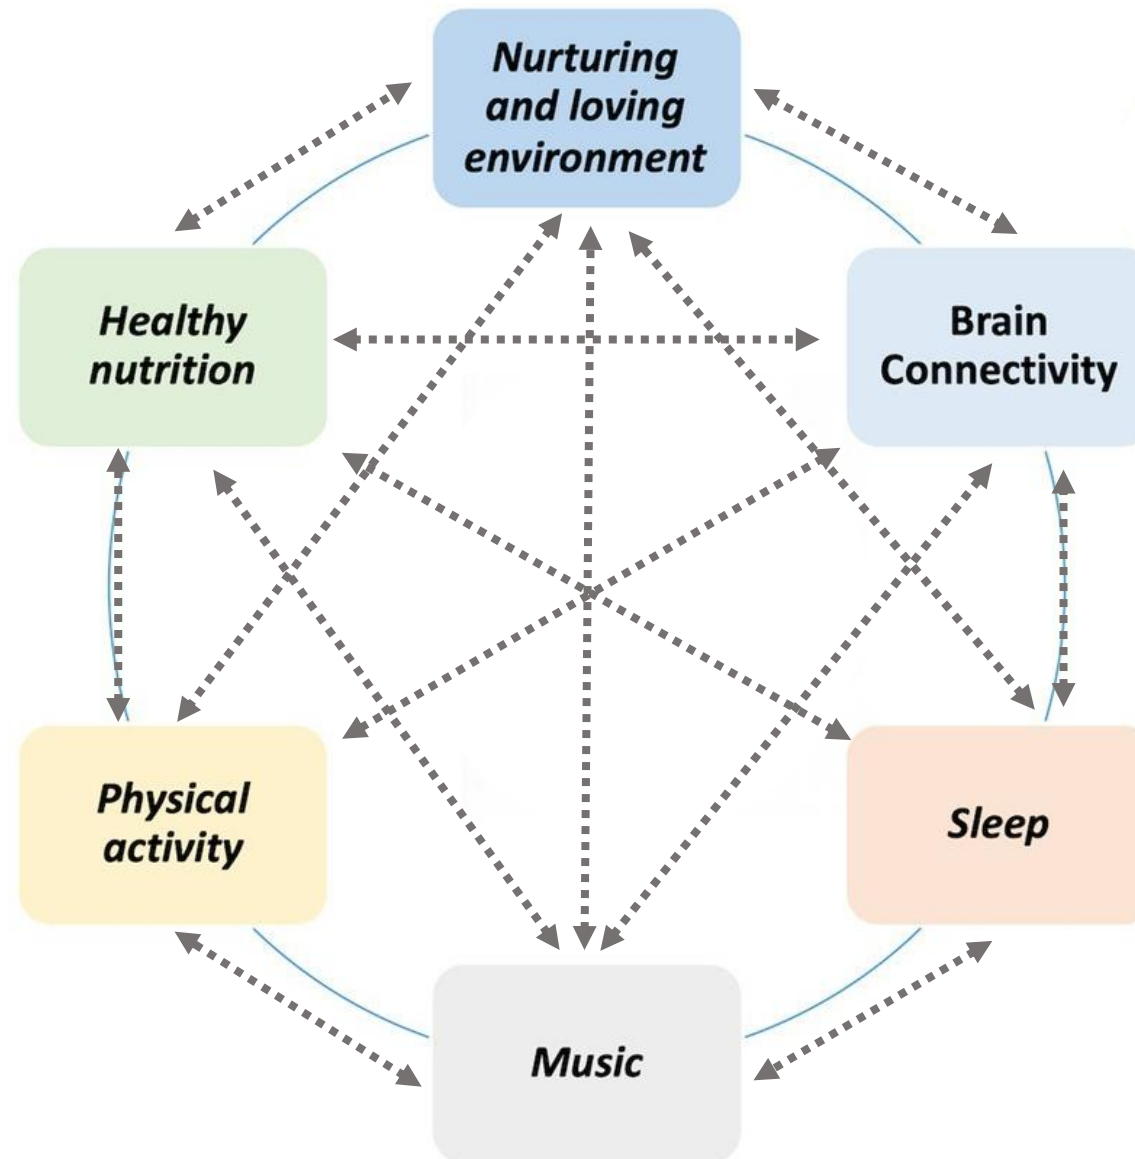 Nurturing
and loving
environment
Healthy
nutrition
Brain
Connectivity
Physical
activity
Sleep
Music